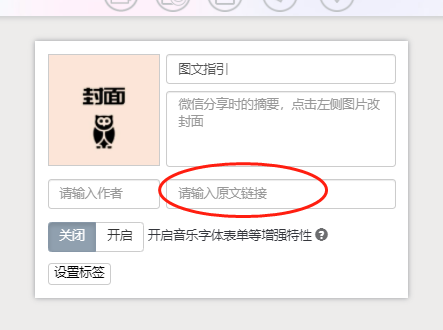 封面
图文指引
微信分享时的摘要，点击左侧图片改
封面
请输入作者
请输入原文链接
关闭 开启 开启音乐字体表单等增强特性 ?
设置标签